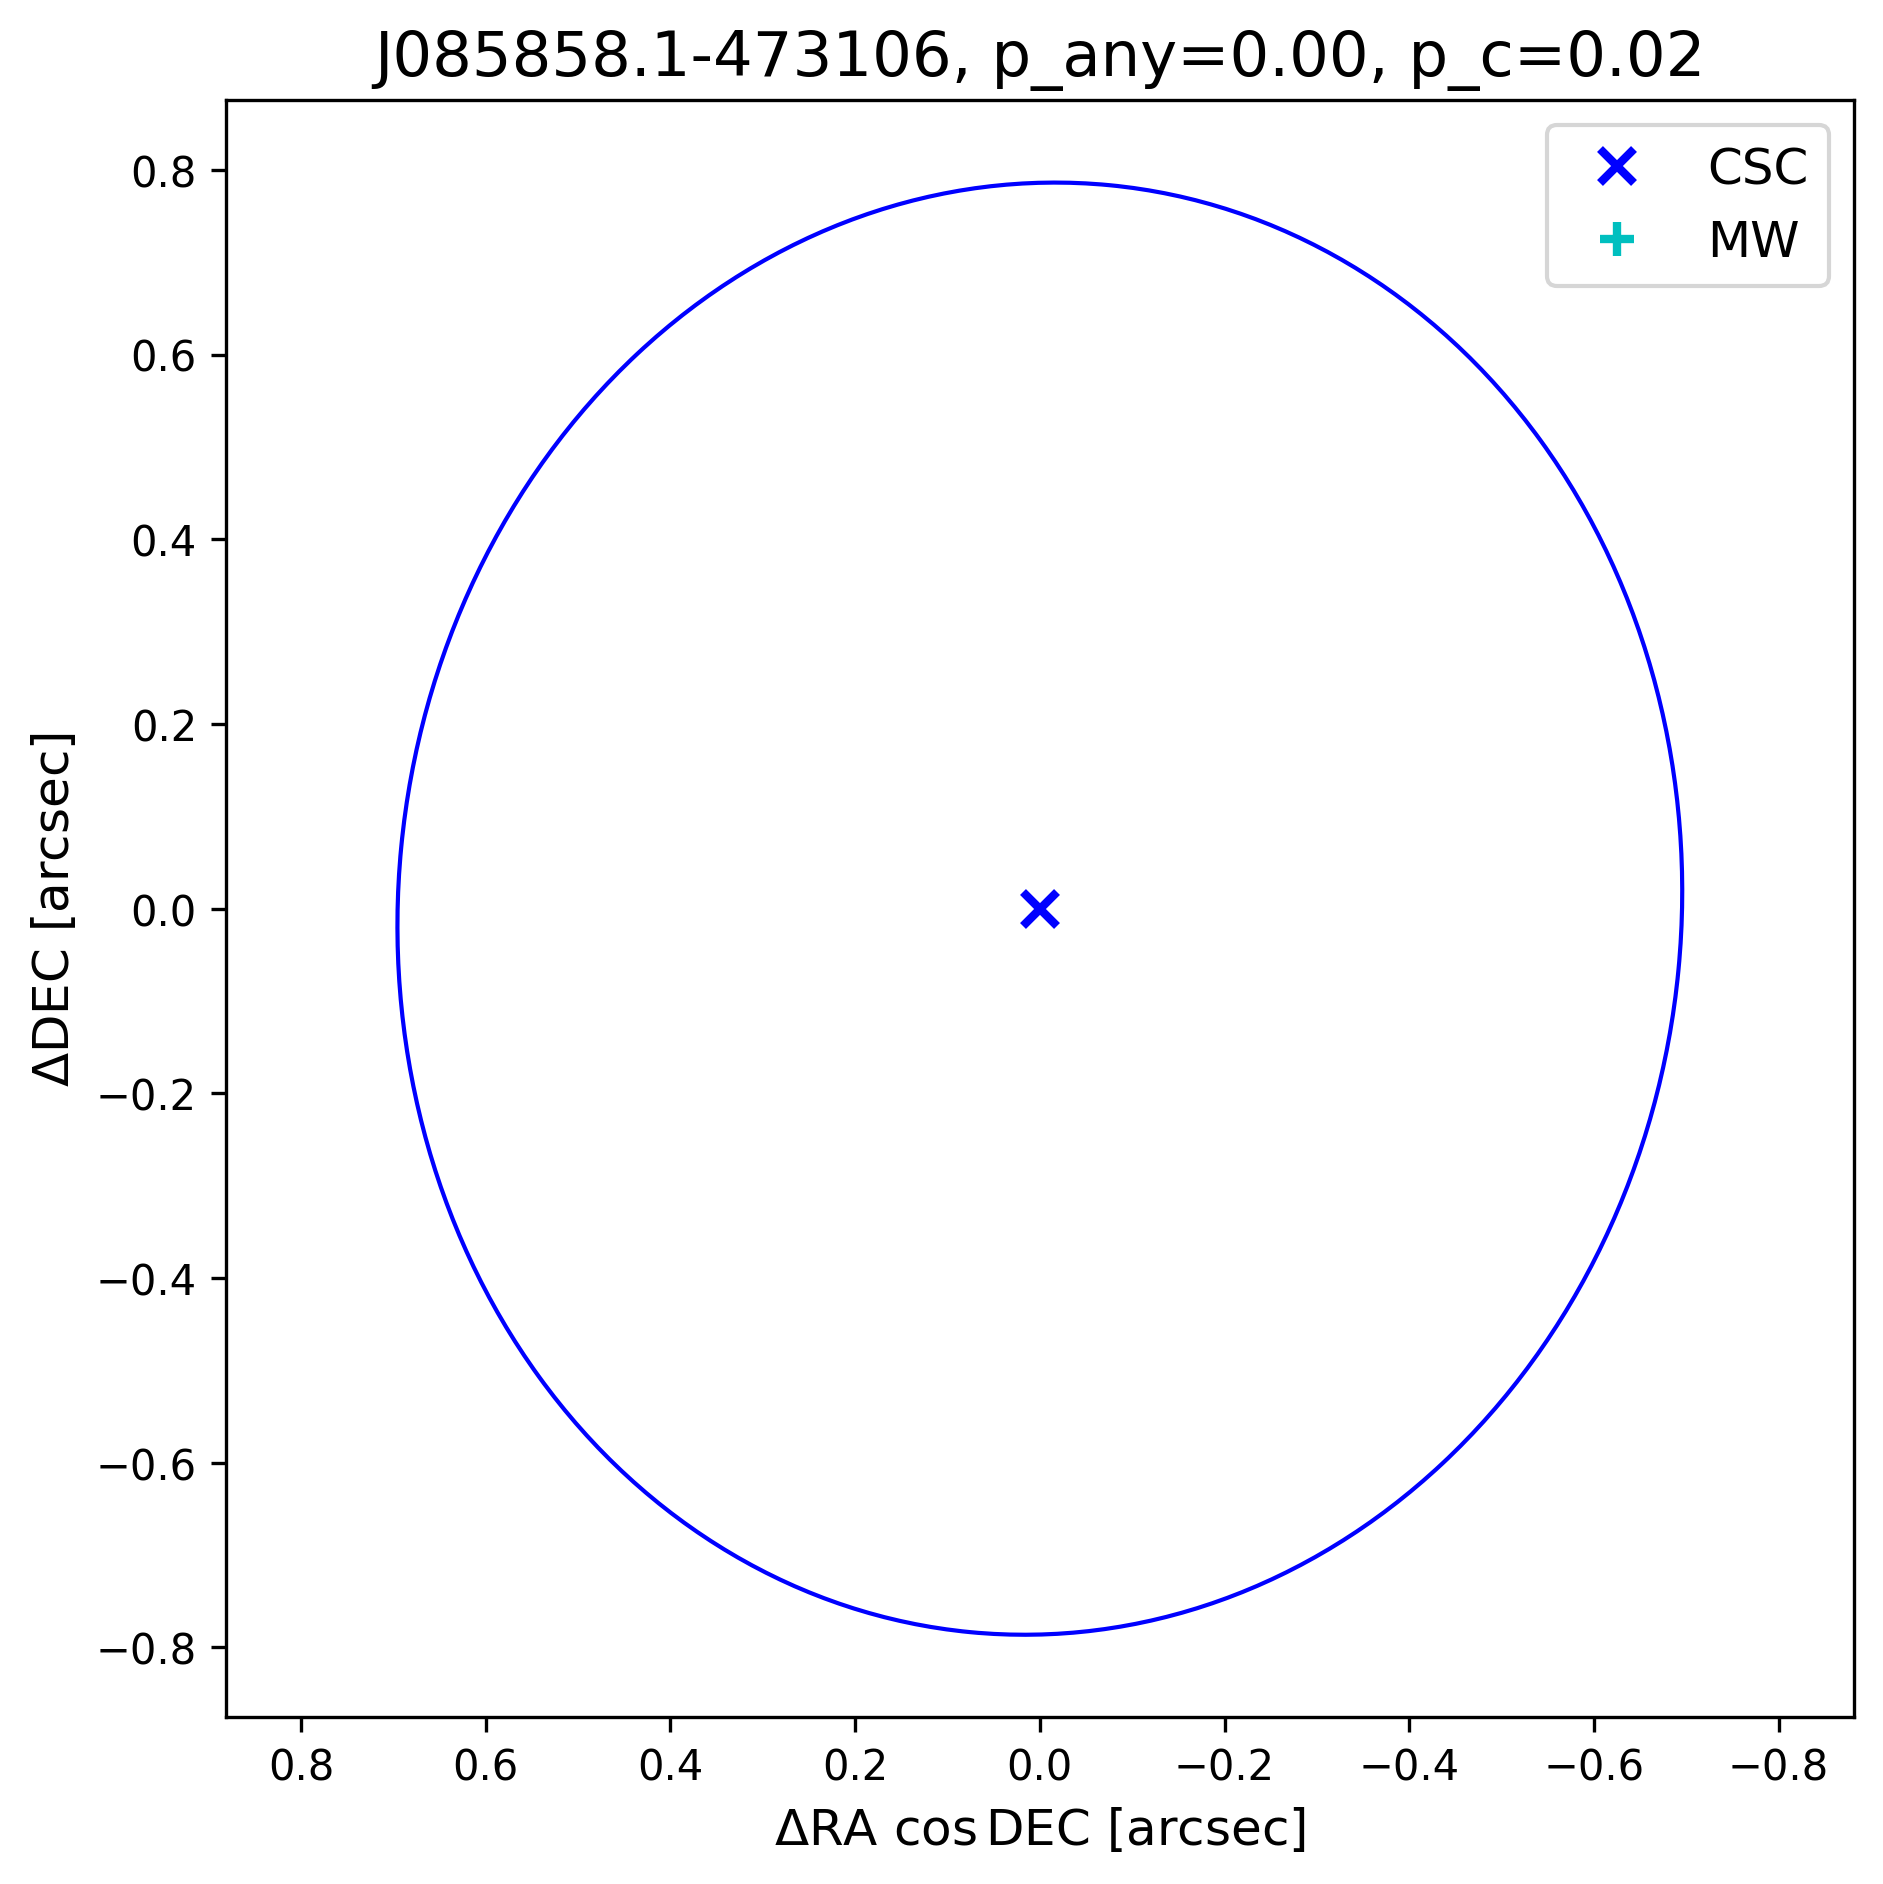 J085858.1-473106, p_any=0.00, p_c=0.02
CSC
MW
0.8
0.6
0.4
0.2
0.0
−0.2
−0.4
−0.6
−0.8
ΔDEC [arcsec]
0.8 0.6 0.4 0.2 0.0 −0.2 −0.4 −0.6 −0.8
ΔRA cos DEC [arcsec]